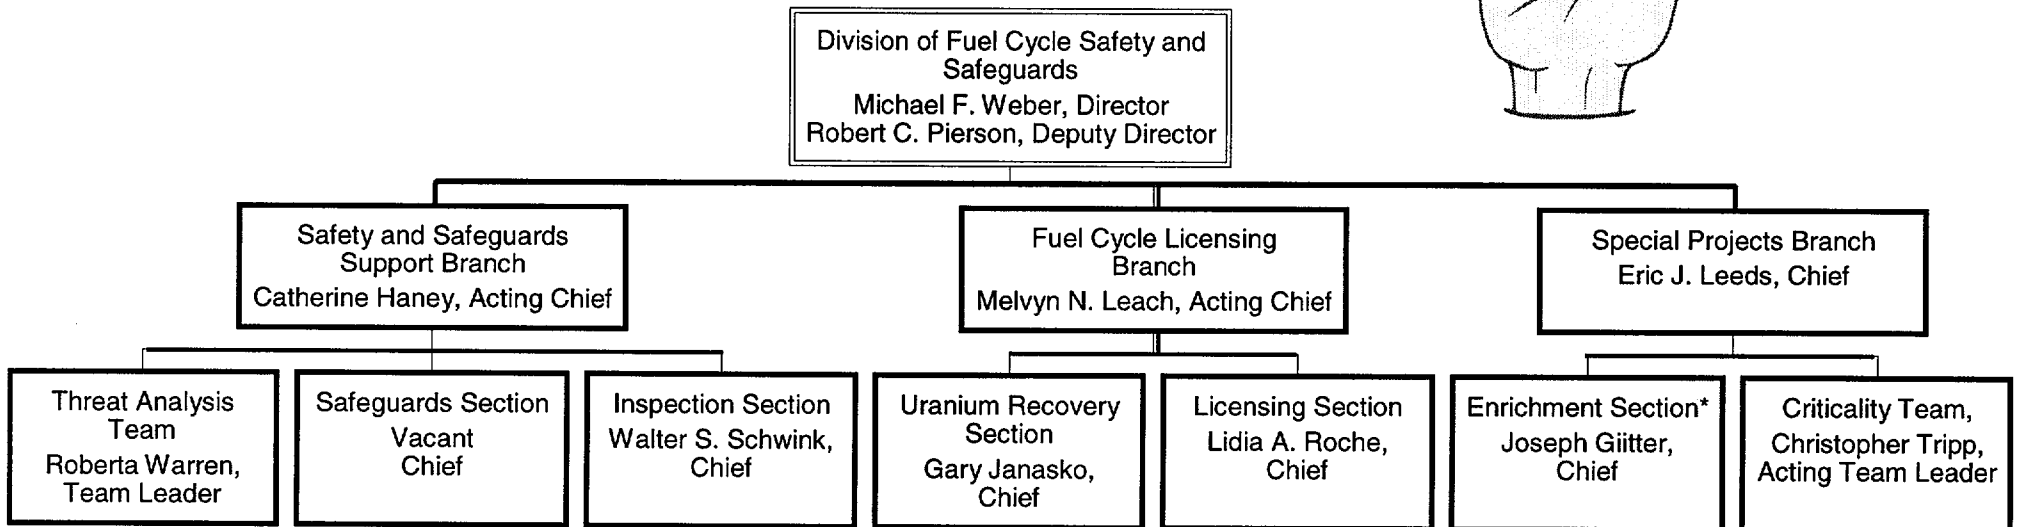 Division of Fuel Cycle Safety and
Safeguards
Michael F. Weber, Director
Robert C. Pierson, Deputy Director
Safety and Safeguards
Support Branch
Catherine Haney, Acting Chief
Fuel Cycle Licensing
Branch
Melvyn N. Leach, Acting Chief
Special Projects Branch
Eric J. Leeds, Chief
Threat Analysis
Team
Roberta Warren,
Team Leader
Safeguards Section
Vacant
Chief
Inspection Section
Walter S. Schwink,
Chief
Uranium Recovery
Section
Gary Janasko,
Chief
Licensing Section
Lidia A. Roche,
Chief
Enrichment Section*
Joseph Giitter,
Chief
Criticality Team,
Christopher Tripp,
Acting Team Leader